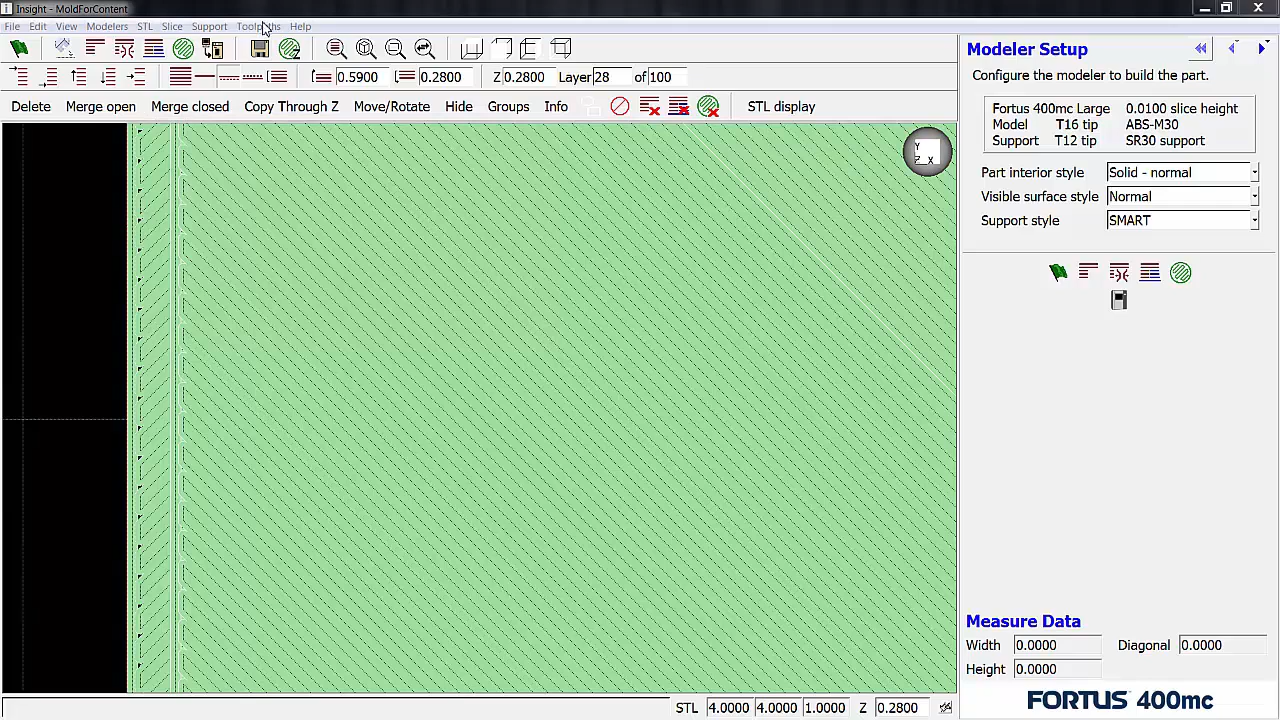 Insight - MoldForContent
File Edit View Modelers STL Slice Support Toolpaths Help
0.5900 0.2800 Z 0.2800 Layer 28 of 100
Delete Merge open Merge closed Copy Through Z Move/Rotate Hide Groups Info STL display
Y
Z X
Modeler Setup
Configure the modeler to build the part.
Fortus 400mc Large 0.0100 slice height
Model T16 tip ABS-M30
Support T12 tip SR30 support
Part interior style Solid - normal
Visible surface style Normal
Support style SMART
Measure Data
Width 0.0000 Diagonal 0.0000
Height 0.0000
FORTUS 400mc
STL 4.0000 4.0000 1.0000 Z 0.2800